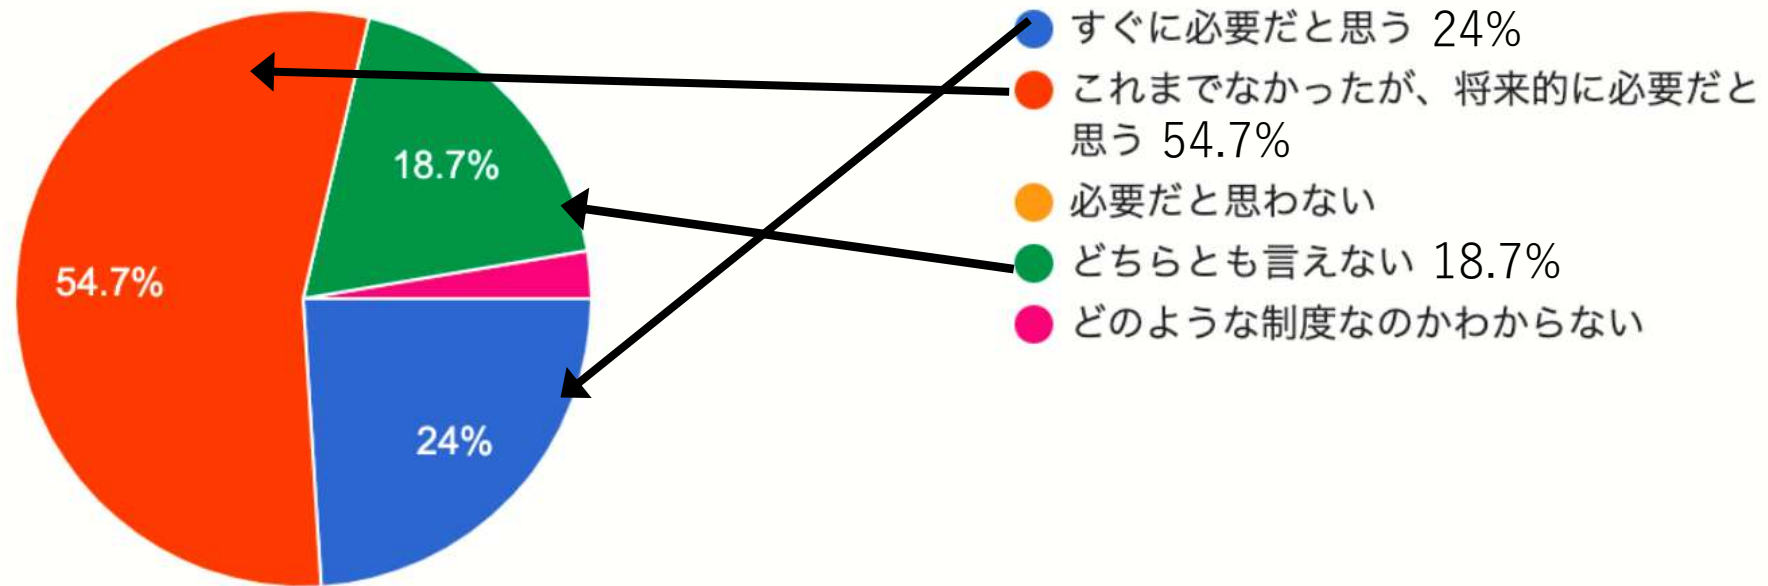 54.7%
18.7%
24%
すぐに必要だと思う 24%
これまでなかったが、将来的に必要だと
思う 54.7%
必要だと思わない
どちらとも言えない 18.7%
どのような制度なのかわからない